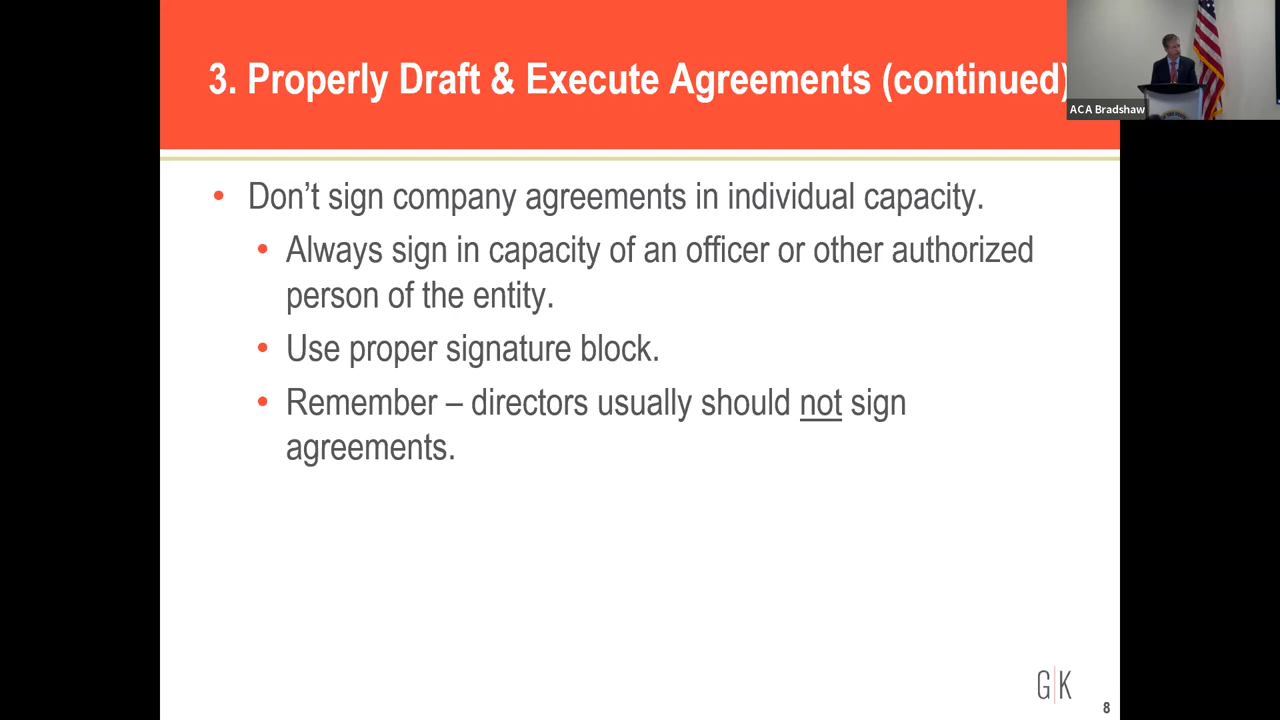 3. Properly Draft & Execute Agreements (continued)
ACA Bradshaw
• Don’t sign company agreements in individual capacity.
• Always sign in capacity of an officer or other authorized
person of the entity.
• Use proper signature block.
• Remember – directors usually should not sign
agreements.
G|K
8